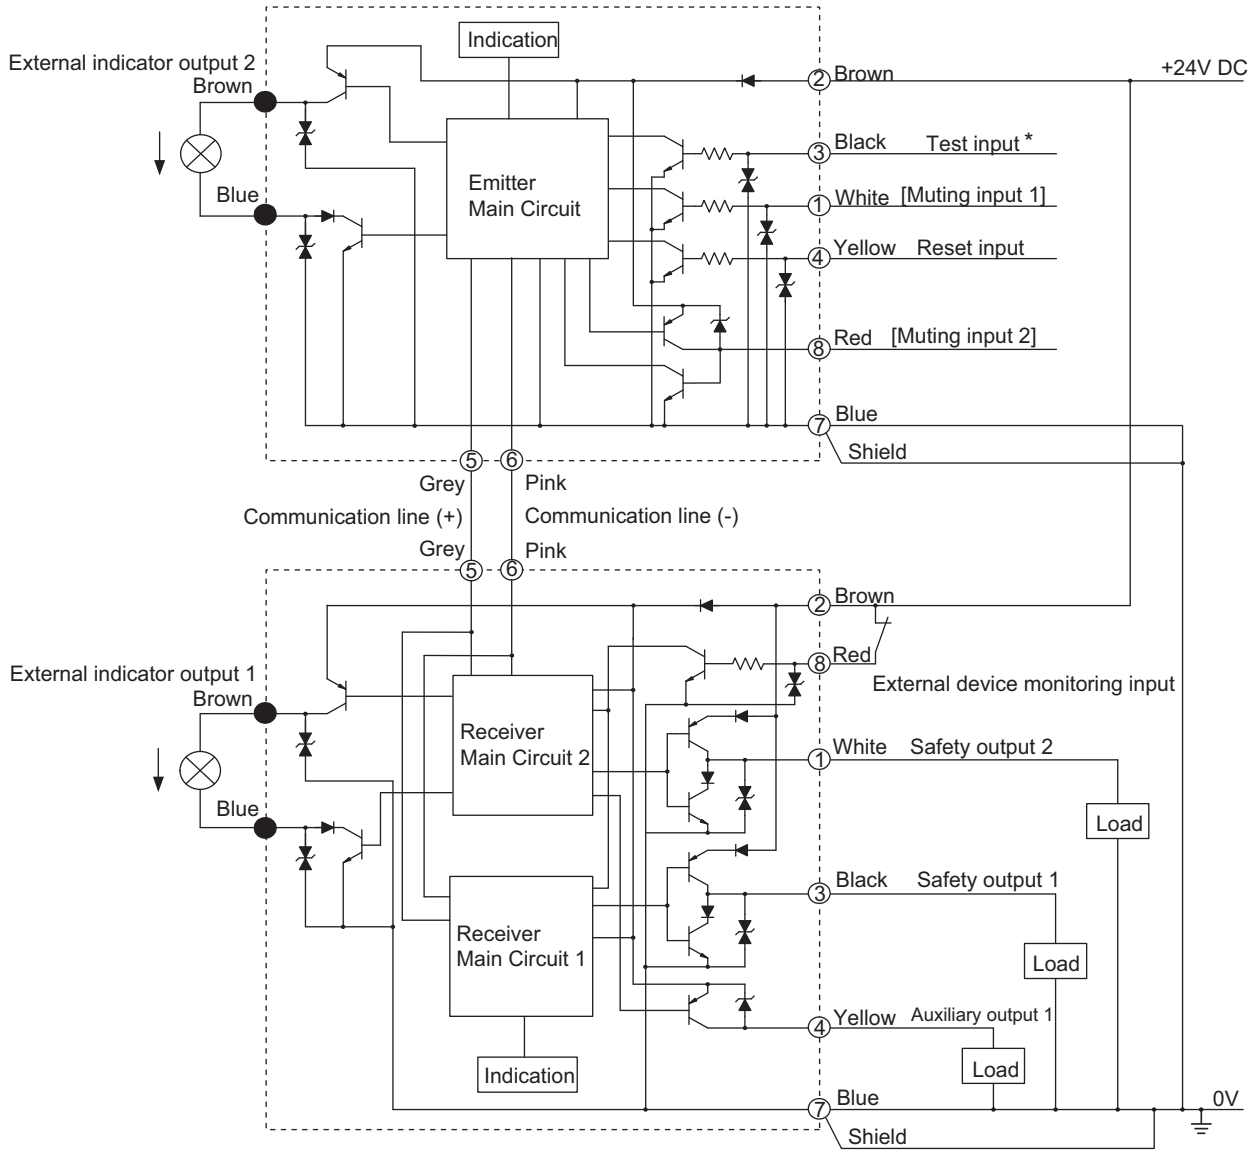 Indication
External indicator output 2
Brown
Blue
Emitter
Main Circuit
2 Brown
+24V DC
3 Black Test input *
1 White [Muting input 1]
4 Yellow Reset input
8 Red [Muting input 2]
7 Blue
Shield
5 6
Grey Pink
Communication line (+) Communication line (-)
Grey Pink
5 6
2 Brown
8 Red
External device monitoring input
External indicator output 1
Brown
Blue
Receiver
Main Circuit 2
1 White Safety output 2
Load
3 Black Safety output 1
Load
Receiver
Main Circuit 1
4 Yellow Auxiliary output 1
Load
Indication
7 Blue
0V
Shield